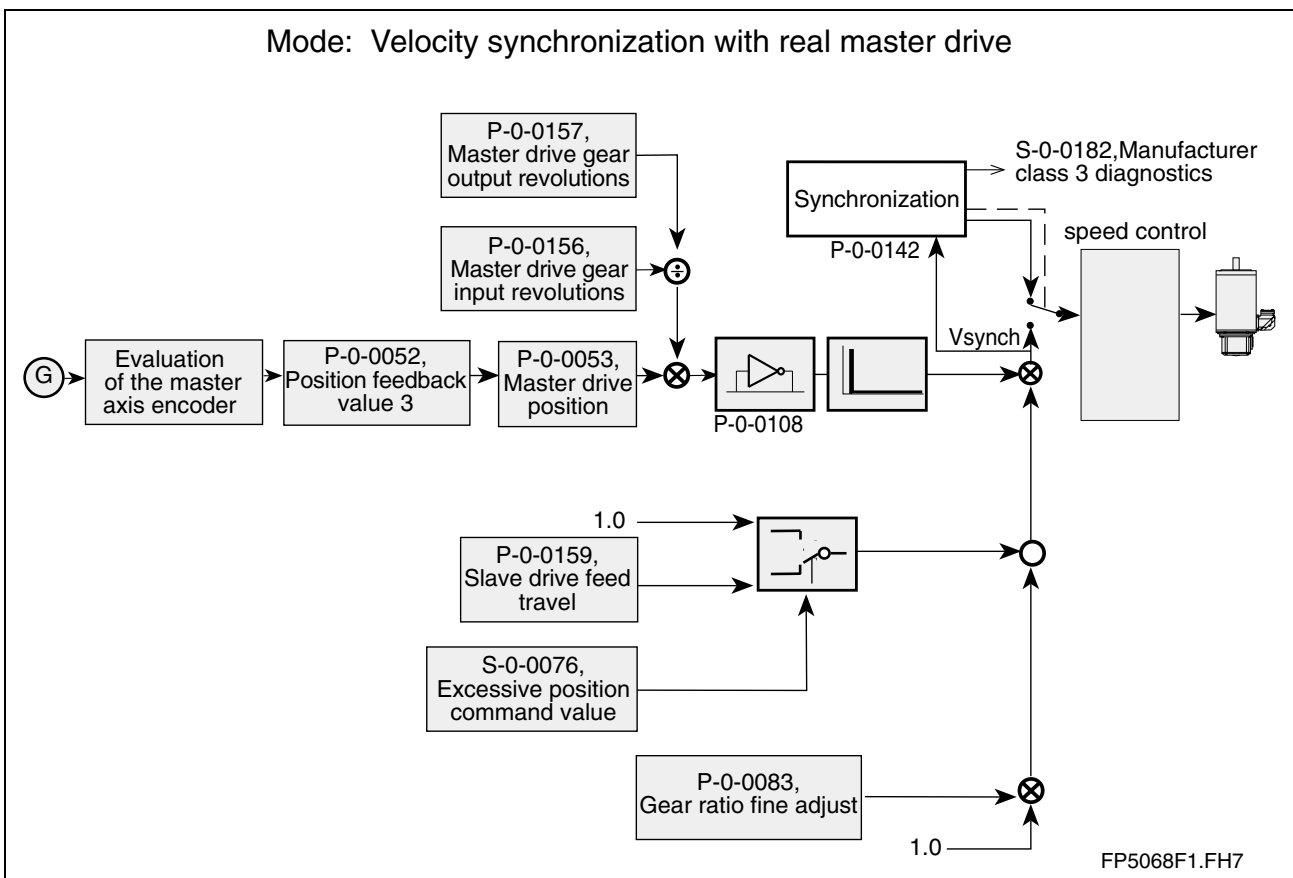 Mode: Velocity synchronization with real master drive
P-0-0157,
Master drive gear
output revolutions
S-0-0182,Manufacturer
class 3 diagnostics
Synchronization
P-0-0142
speed control
P-0-0156,
Master drive gear
input revolutions
÷
Vsynch
G
Evaluation
of the master
axis encoder
P-0-0052,
Position feedback
value 3
P-0-0053,
Master drive
position
P-0-0108
1.0
P-0-0159,
Slave drive feed
travel
S-0-0076,
Excessive position
command value
P-0-0083,
Gear ratio fine adjust
1.0
FP5068F1.FH7